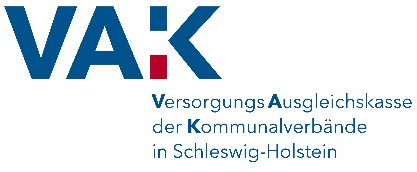 VAK
VersorgungsAusgleichskasse
der Kommunalverbände
in Schleswig-Holstein